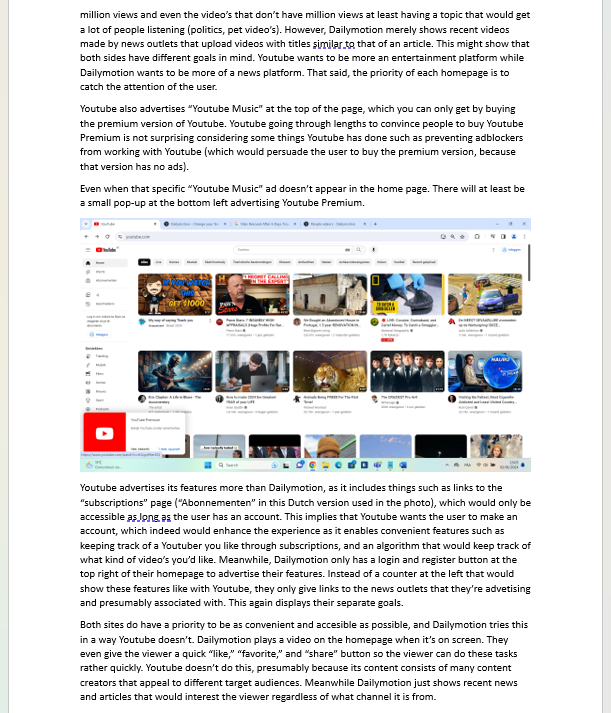 million views and even the video's that don't have million views at least having a topic that would get
a lot of people listening (politics, pet video's). However, Dailymotion merely shows recent videos
made by news outlets that upload videos with titles similar to that of an article. This might show that
both sides have different goals in mind. Youtube wants to be more an entertainment platform while
Dailymotion wants to be more of a news platform. That said, the priority of each homepage is to
catch the attention of the user.
Youtube also advertises "Youtube Music" at the top of the page, which you can only get by buying
the premium version of Youtube. Youtube going through lengths to convince people to buy Youtube
Premium is not surprising considering some things Youtube has done such as preventing adblockers
from working with Youtube (which would persuade the user to buy the premium version, because
that version has no ads).
Even when that specific "Youtube Music" ad doesn't appear in the home page. There will at least be
a small pop-up at the bottom left advertising Youtube Premium.
youtube.com
YouTube
GET $1000
NAURU
YouTube Premium
Search
Youtube advertises its features more than Dailymotion, as it includes things such as links to the
"subscriptions" page ("Abonnementen" in this Dutch version used in the photo), which would only be
accessible as long as the user has an account. This implies that Youtube wants the user to make an
account, which indeed would enhance the experience as it enables convenient features such as
keeping track of a Youtuber you like through subscriptions, and an algorithm that would keep track of
what kind of video's you'd like. Meanwhile, Dailymotion only has a login and register button at the
top right of their homepage to advertise their features. Instead of a counter at the left that would
show these features like with Youtube, they only give links to the news outlets that they're advetising
and presumably associated with. This again displays their separate goals.
Both sites do have a priority to be as convenient and accesible as possible, and Dailymotion tries this
in a way Youtube doesn't. Dailymotion plays a video on the homepage when it's on screen. They
even give the viewer a quick "like," "favorite," and "share" button so the viewer can do these tasks
rather quickly. Youtube doesn't do this, presumably because its content consists of many content
creators that appeal to different target audiences. Meanwhile Dailymotion just shows recent news
and articles that would interest the viewer regardless of what channel it is from.